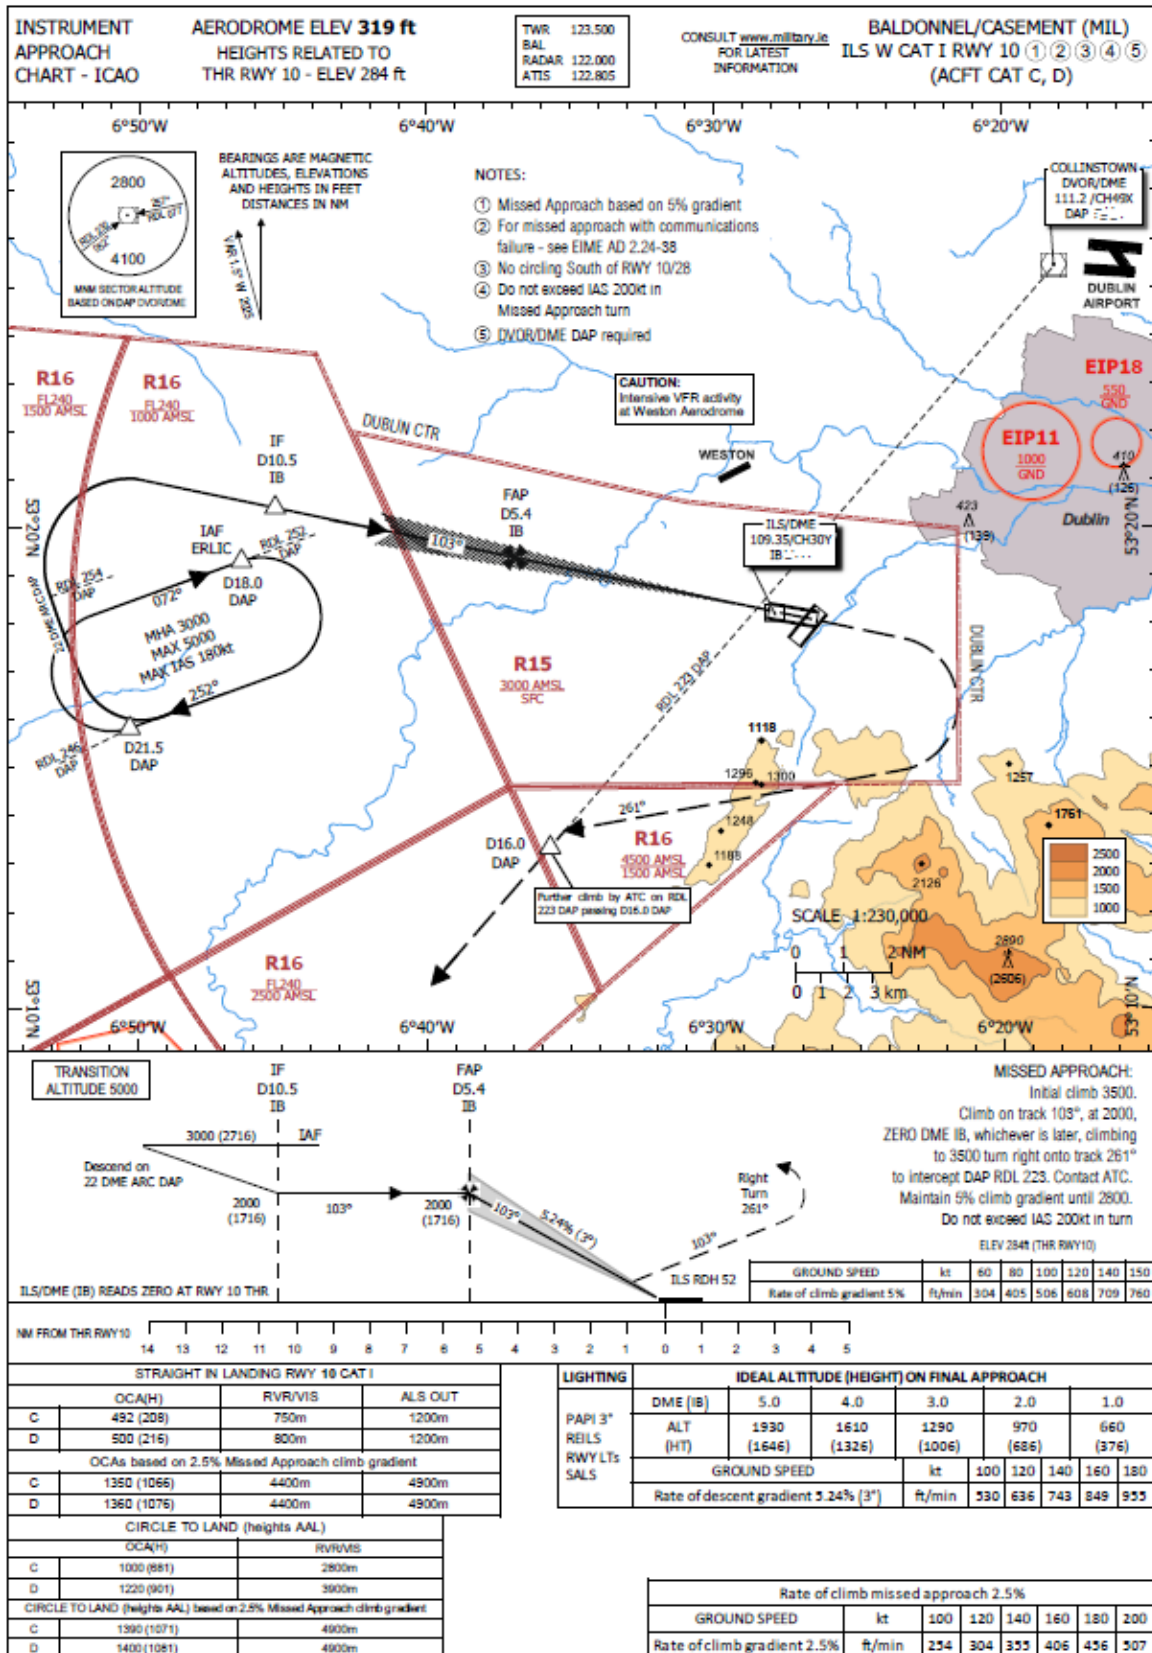 INSTRUMENT
APPROACH
CHART - ICAO
AERODROME ELEV 319 ft
HEIGHTS RELATED TO
THR RWY 10 - ELEV 284 ft
TWR 123.500
BAL
RADAR 122.000
ATIS 122.805
CONSULT www.military.ie
FOR LATEST
INFORMATION
BALDONNEL/CASEMENT (MIL)
ILS W CAT I RWY 10 ① ② ③ ④ ⑤
(ACFT CAT C, D)
6°50'W
6°40'W
6°30'W
6°20'W
2800
267°
RDL 077
RDL
082°
4100
MNM SECTOR ALTITUDE
BASED ON DAP DVOR/DME
BEARINGS ARE MAGNETIC
ALTITUDES, ELEVATIONS
AND HEIGHTS IN FEET
DISTANCES IN NM
VAR 1.5° W 2025
NOTES:
① Missed Approach based on 5% gradient
② For missed approach with communications
failure - see EIME AD 2.24-38
③ No circling South of RWY 10/28
④ Do not exceed IAS 200kt in
Missed Approach turn
⑤ DVOR/DME DAP required
COLLINSTOWN
DVOR/DME
111.2 /CH49X
DAP
DUBLIN
AIRPORT
R16
FL240
1500 AMSL
R16
FL240
1000 AMSL
CAUTION:
Intensive VFR activity
at Weston Aerodrome
EIP18
550
GND
EIP11
1000
GND
410
(126)
DUBLIN CTR
WESTON
IF
D10.5
IB
FAP
D5.4
IB
423
(139)
Dublin
53°20'N
53°20'N
ILS/DME
109.35/CH30Y
IB
IAF
ERLIC
RDL 252
DAP
103°
RDL 254
DAP
D18.0
DAP
072°
22 DME ARC DAP
MHA 3000
MAX 5000
MAX IAS 180kt
252°
R15
3000 AMSL
SFC
RDL 223 DAP
DUBLIN CTR
RDL 246
DAP
D21.5
DAP
1118
1296
1300
1257
261°
1248
1761
D16.0
DAP
R16
4500 AMSL
1500 AMSL
1188
2126
2500
2000
1500
1000
Further climb by ATC on RDL
223 DAP passing D16.0 DAP
SCALE 1:230,000
0 1 2 NM
0 1 2 3 km
2890
(2606)
R16
FL240
2500 AMSL
53°10'N
53°10'N
6°50'W
6°40'W
6°30'W
6°20'W
TRANSITION
ALTITUDE 5000
IF
D10.5
IB
FAP
D5.4
IB
3000 (2716)
IAF
Descend on
22 DME ARC DAP
2000
(1716)
103°
2000
(1716)
103°
5.24% (3°)
103°
Right
Turn
261°
ILS RDH 52
ILS/DME (IB) READS ZERO AT RWY 10 THR
MISSED APPROACH:
Initial climb 3500.
Climb on track 103°, at 2000,
ZERO DME IB, whichever is later, climbing
to 3500 turn right onto track 261°
to intercept DAP RDL 223. Contact ATC.
Maintain 5% climb gradient until 2800.
Do not exceed IAS 200kt in turn
ELEV 284ft (THR RWY10)
GROUND SPEED kt 60 80 100 120 140 150
Rate of climb gradient 5% ft/min 304 405 506 608 709 760
NM FROM THR RWY10
14 13 12 11 10 9 8 7 6 5 4 3 2 1 0 1 2 3 4 5
STRAIGHT IN LANDING RWY 10 CAT I
OCA(H) RVR/VIS ALS OUT
C 492 (208) 750m 1200m
D 500 (216) 800m 1200m
OCAs based on 2.5% Missed Approach climb gradient
C 1350 (1066) 4400m 4900m
D 1360 (1076) 4400m 4900m
CIRCLE TO LAND (heights AAL)
OCA(H) RVR/VIS
C 1000 (681) 2800m
D 1220 (901) 3900m
CIRCLE TO LAND (heights AAL) based on 2.5% Missed Approach climb gradient
C 1390 (1071) 4900m
D 1400 (1081) 4900m
LIGHTING
PAPI 3°
REILS
RWY LTs
SALS
IDEAL ALTITUDE (HEIGHT) ON FINAL APPROACH
DME (IB) 5.0 4.0 3.0 2.0 1.0
ALT 1930 1610 1290 970 660
(HT) (1646) (1326) (1006) (686) (376)
GROUND SPEED kt 100 120 140 160 180
Rate of descent gradient 5.24% (3°) ft/min 530 636 743 849 955
Rate of climb missed approach 2.5%
GROUND SPEED kt 100 120 140 160 180 200
Rate of climb gradient 2.5% ft/min 254 304 355 406 456 507